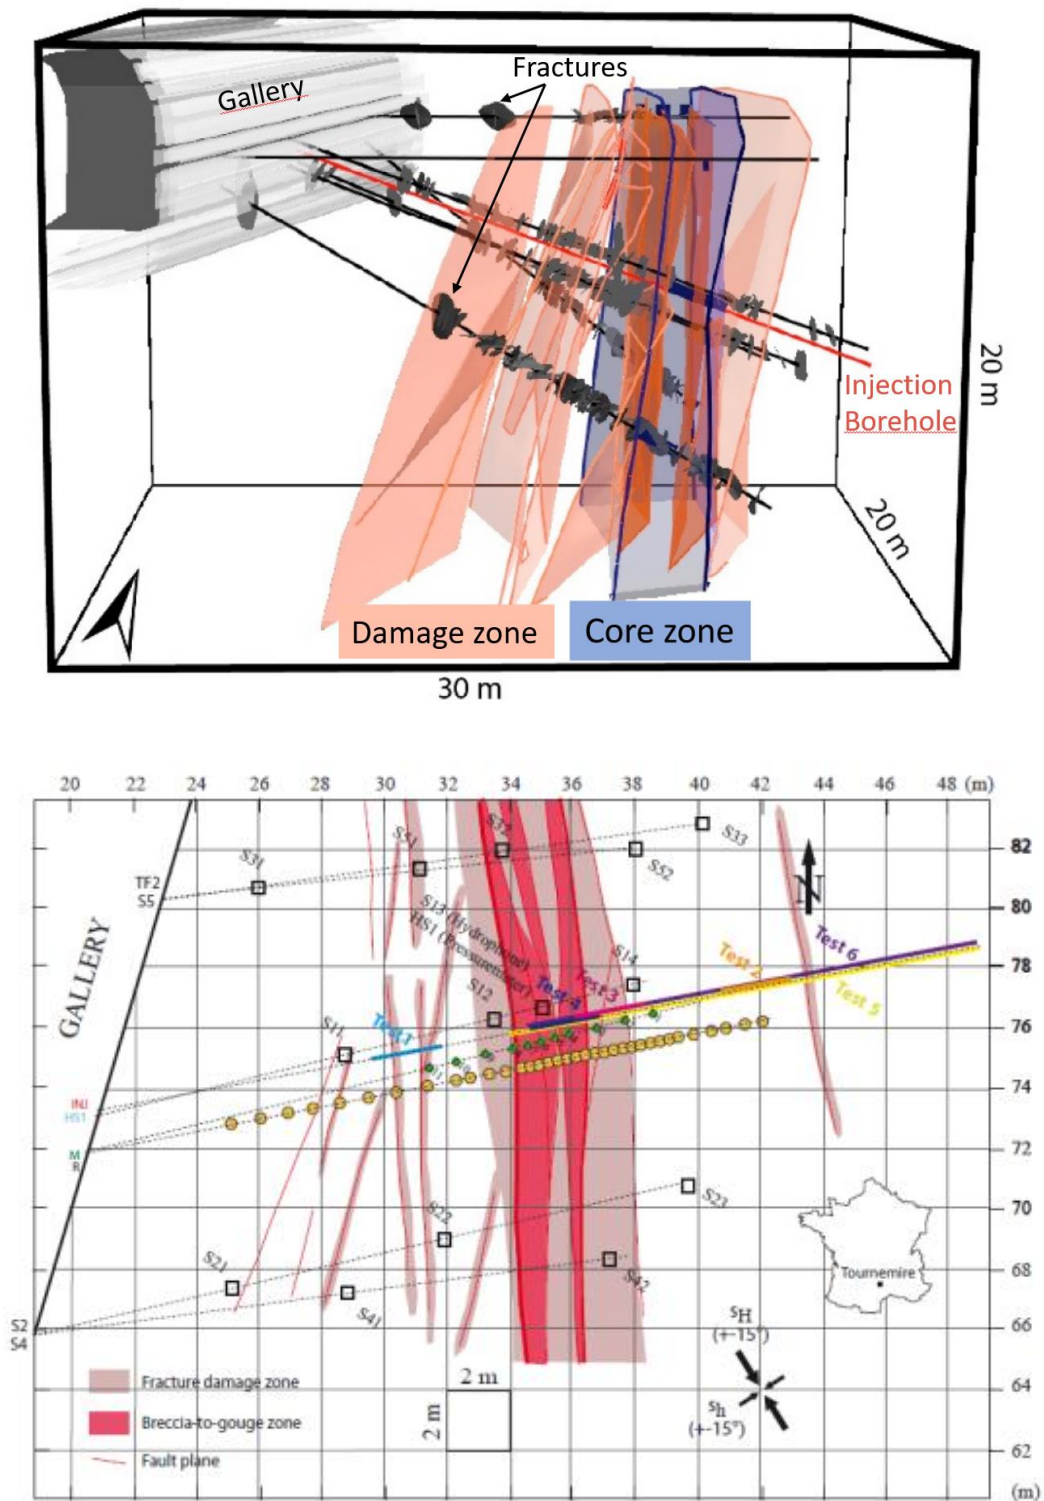 Fractures
Gallery
Injection
Borehole
20 m
20 m
Damage zone
Core zone
30 m
20 22 24 26 28 30 32 34 36 38 40 42 44 46 48 (m)
S33
S32
S51
S31
S52
82
TF2
S5
80
N
S13 (Hydrophone)
HS1 (Pressuremeter)
GALLERY
S14
Test 6
78
Test 2
Test 3
Test 4
Test 5
S12
76
Test 1
S11
74
INJ
HS1
M
R
72
S23
70
S22
S21
S42
Tournemire
68
S41
S2
S4
66
sH
(+-15°)
Fracture damage zone
2 m
64
sh
(+-15°)
Breccia-to-gouge zone
2 m
62
Fault plane
(m)